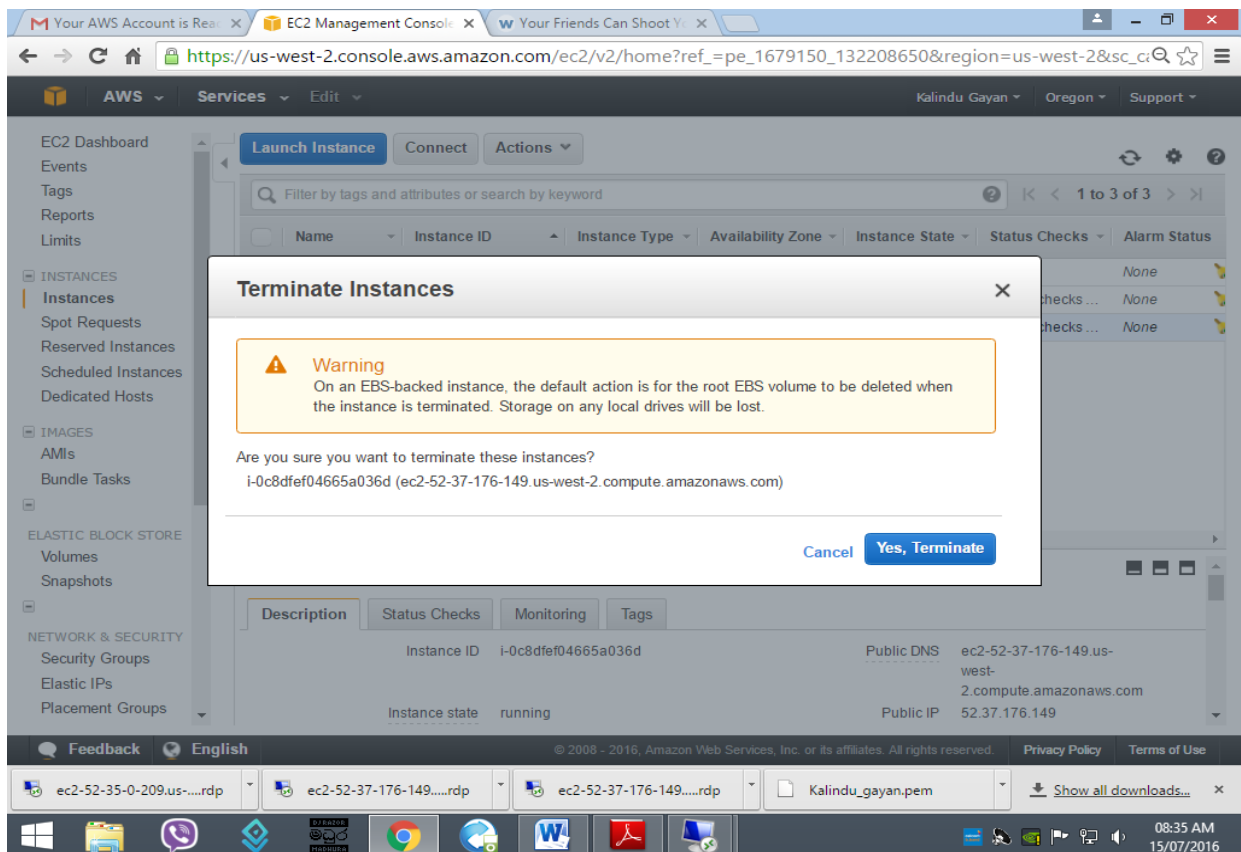 Your AWS Account is Rea
EC2 Management Console
Your Friends Can Shoot Yo
https://us-west-2.console.aws.amazon.com/ec2/v2/home?ref_=pe_1679150_132208650&region=us-west-2&sc_ca
AWS Services Edit Kalindu Gayan Oregon Support
EC2 Dashboard
Events
Tags
Reports
Limits
INSTANCES
Instances
Spot Requests
Reserved Instances
Scheduled Instances
Dedicated Hosts
IMAGES
AMIs
Bundle Tasks
ELASTIC BLOCK STORE
Volumes
Snapshots
NETWORK & SECURITY
Security Groups
Elastic IPs
Placement Groups
Launch Instance Connect Actions
Filter by tags and attributes or search by keyword 1 to 3 of 3
Name Instance ID Instance Type Availability Zone Instance State Status Checks Alarm Status
None
checks ... None
checks ... None
Terminate Instances
Warning
On an EBS-backed instance, the default action is for the root EBS volume to be deleted when
the instance is terminated. Storage on any local drives will be lost.
Are you sure you want to terminate these instances?
i-0c8dfef04665a036d (ec2-52-37-176-149.us-west-2.compute.amazonaws.com)
Cancel Yes, Terminate
Description Status Checks Monitoring Tags
Instance ID i-0c8dfef04665a036d
Public DNS ec2-52-37-176-149.us-
west-
2.compute.amazonaws.com
Instance state running
Public IP 52.37.176.149
Feedback English © 2008 - 2016, Amazon Web Services, Inc. or its affiliates. All rights reserved. Privacy Policy Terms of Use
ec2-52-35-0-209.us-....rdp
ec2-52-37-176-149.....rdp
ec2-52-37-176-149.....rdp
Kalindu_gayan.pem
Show all downloads...
DJ RAZOR
මධුර
MADHURA
08:35 AM
15/07/2016